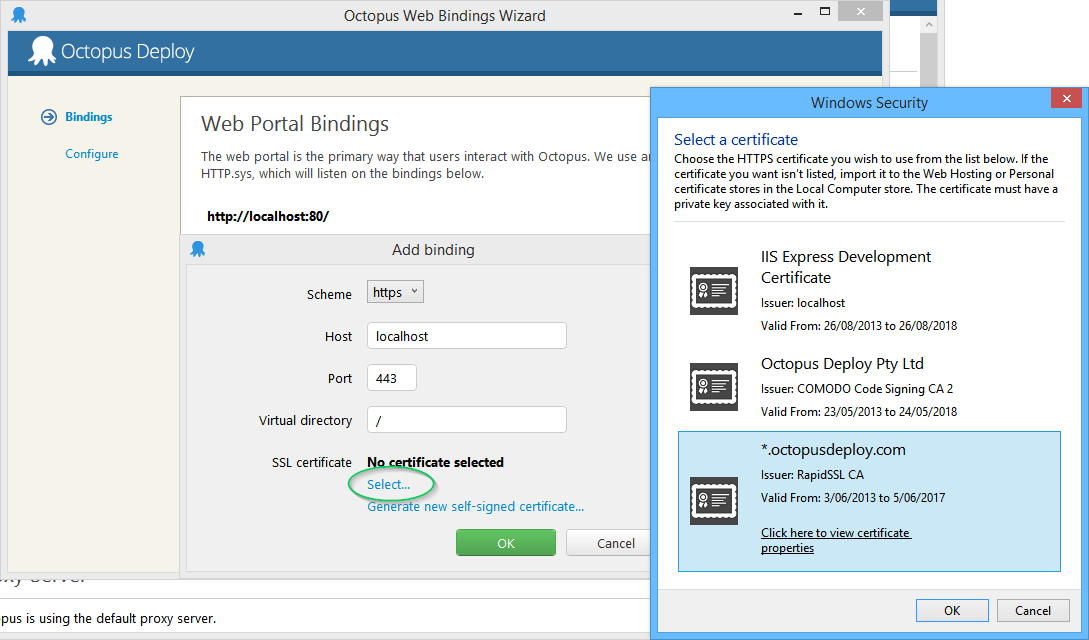 Octopus Web Bindings Wizard
Octopus Deploy
Bindings
Configure
Web Portal Bindings
The web portal is the primary way that users interact with Octopus. We use
HTTP.sys, which will listen on the bindings below.
http://localhost:80/
Add binding
Scheme https
Host localhost
Port 443
Virtual directory /
SSL certificate No certificate selected
Select...
Generate new self-signed certificate...
OK Cancel
is using the default proxy server.
Windows Security
Select a certificate
Choose the HTTPS certificate you wish to use from the list below. If the
certificate you want isn't listed, import it to the Web Hosting or Personal
certificate stores in the Local Computer store. The certificate must have a
private key associated with it.
IIS Express Development
Certificate
Issuer: localhost
Valid From: 26/08/2013 to 26/08/2018
Octopus Deploy Pty Ltd
Issuer: COMODO Code Signing CA 2
Valid From: 23/05/2013 to 24/05/2018
*.octopusdeploy.com
Issuer: RapidSSL CA
Valid From: 3/06/2013 to 5/06/2017
Click here to view certificate
properties
OK Cancel